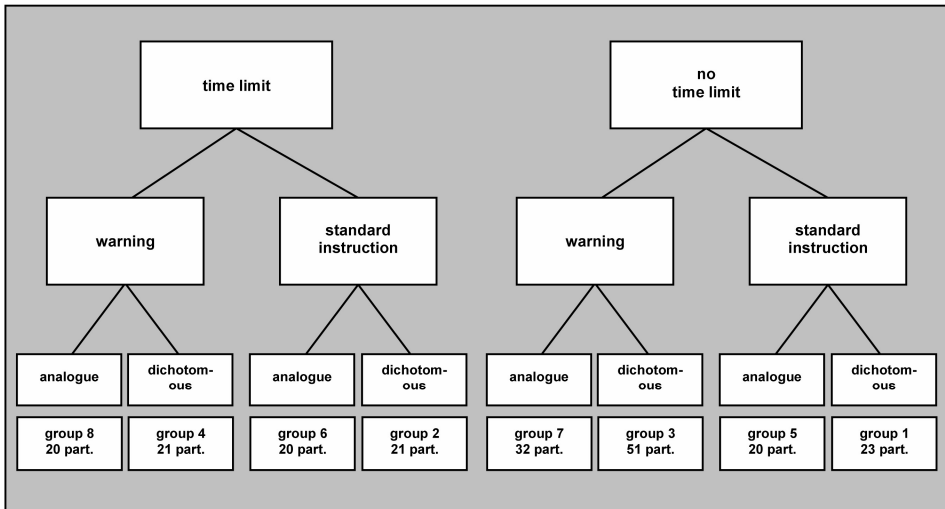 time limit
no
time limit
warning
standard
instruction
warning
standard
instruction
analogue
dichotom-
ous
analogue
dichotom-
ous
analogue
dichotom-
ous
analogue
dichotom-
ous
group 8
20 part.
group 4
21 part.
group 6
20 part.
group 2
21 part.
group 7
32 part.
group 3
51 part.
group 5
20 part.
group 1
23 part.